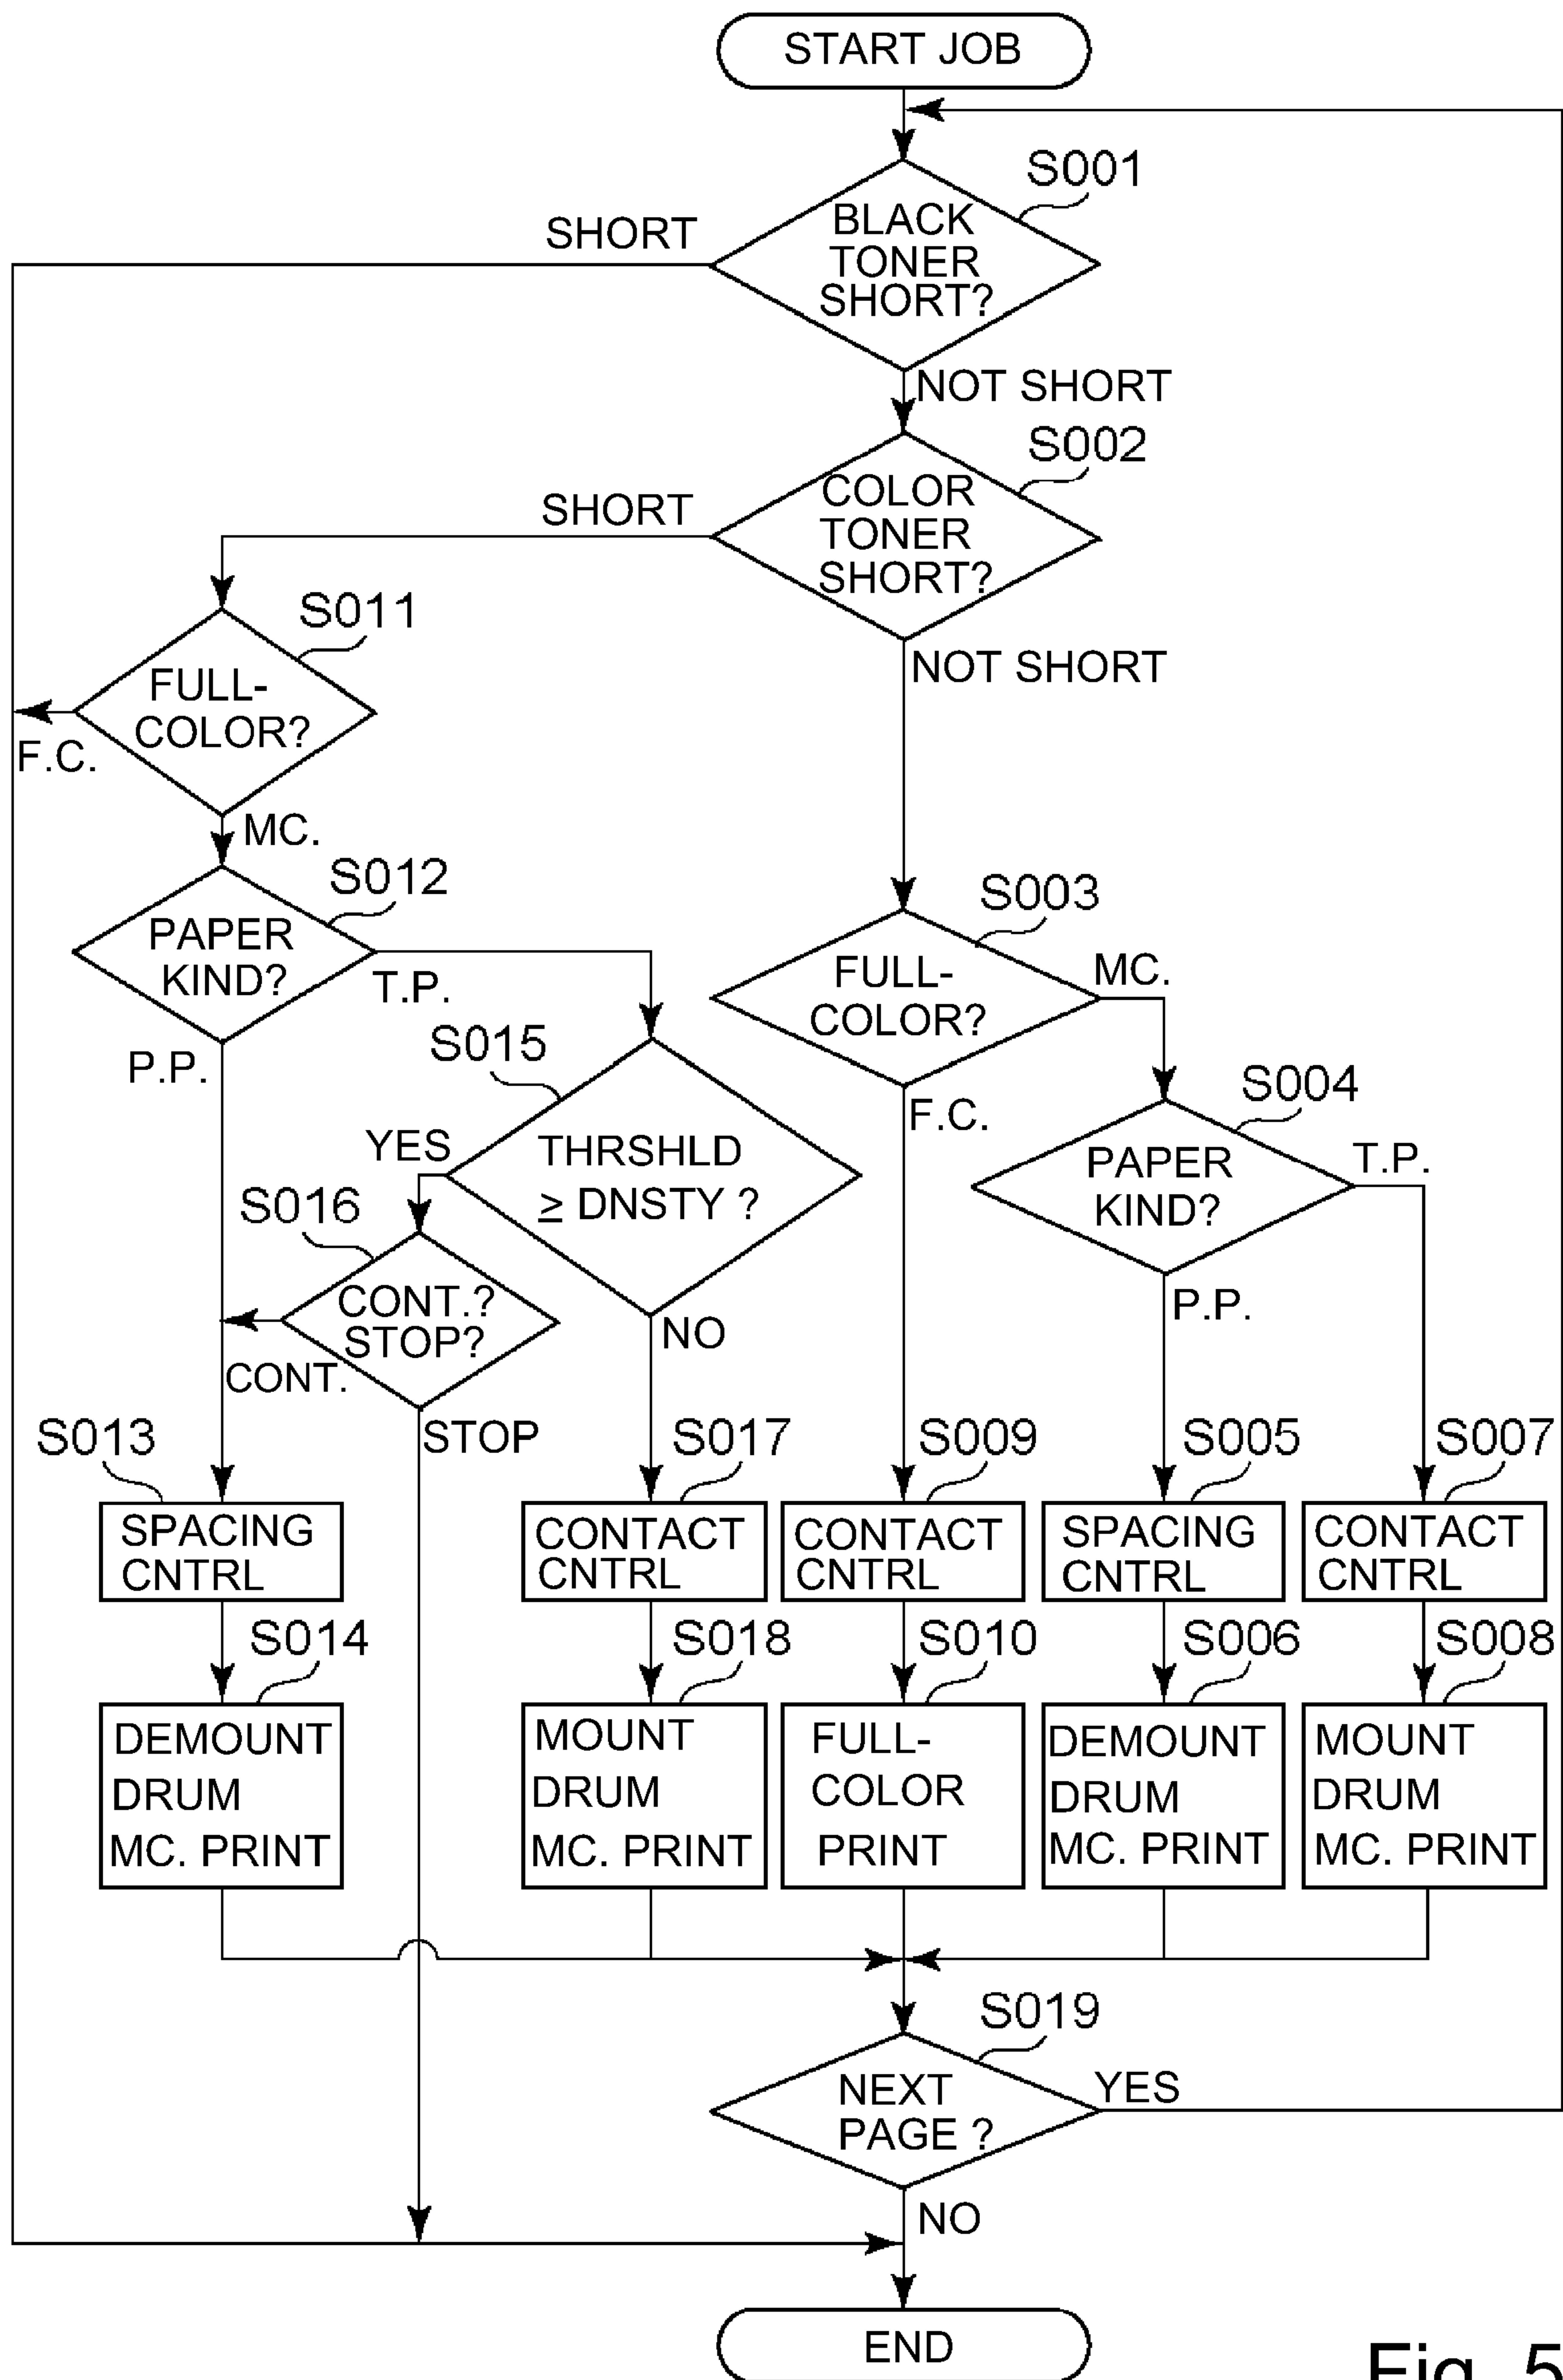 START JOB
S001
BLACK
TONER
SHORT?
SHORT
NOT SHORT
S002
COLOR
TONER
SHORT?
SHORT
NOT SHORT
S011
FULL-
COLOR?
F.C.
MC.
S012
PAPER
KIND?
T.P.
P.P.
S003
FULL-
COLOR?
MC.
F.C.
S015
THRSHLD
≥ DNSTY ?
YES
NO
S004
PAPER
KIND?
T.P.
P.P.
S016
CONT.?
STOP?
CONT.
STOP
S013
SPACING
CNTRL
S017
CONTACT
CNTRL
S009
CONTACT
CNTRL
S005
SPACING
CNTRL
S007
CONTACT
CNTRL
S014
DEMOUNT
DRUM
MC. PRINT
S018
MOUNT
DRUM
MC. PRINT
S010
FULL-
COLOR
PRINT
S006
DEMOUNT
DRUM
MC. PRINT
S008
MOUNT
DRUM
MC. PRINT
S019
NEXT
PAGE ?
YES
NO
END
Fig. 5